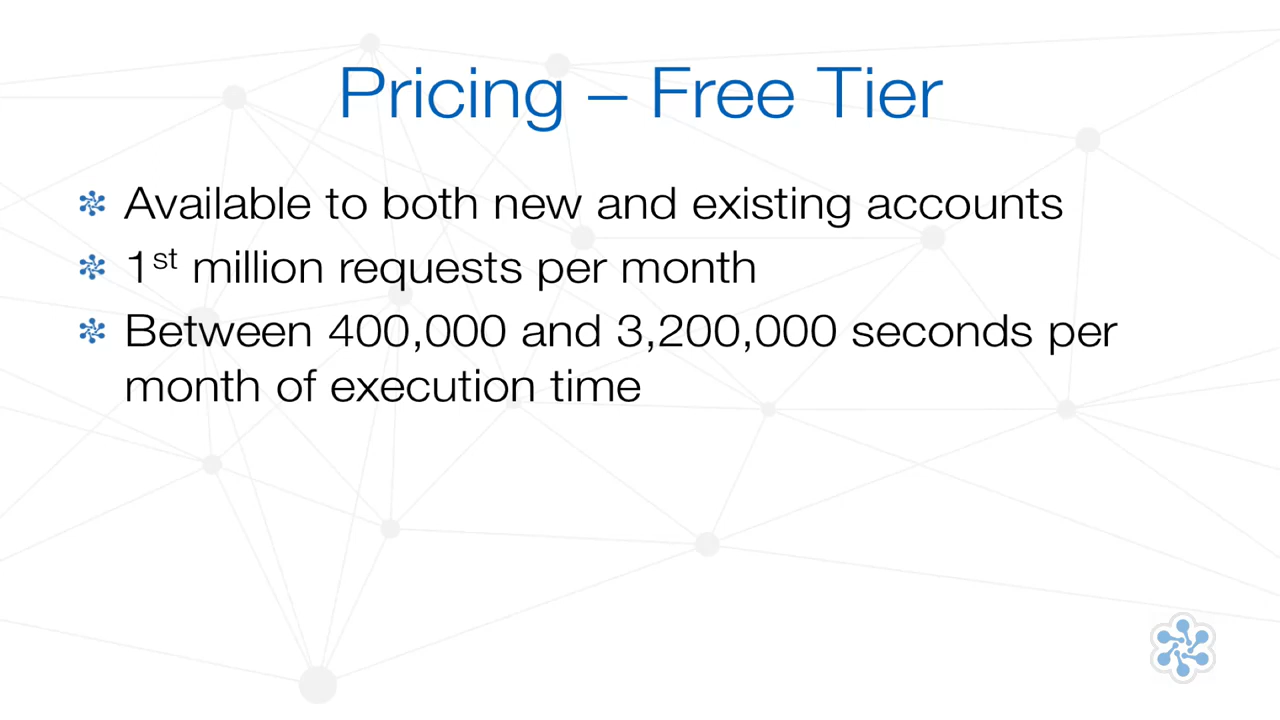 Pricing – Free Tier
Available to both new and existing accounts
1st million requests per month
Between 400,000 and 3,200,000 seconds per
month of execution time